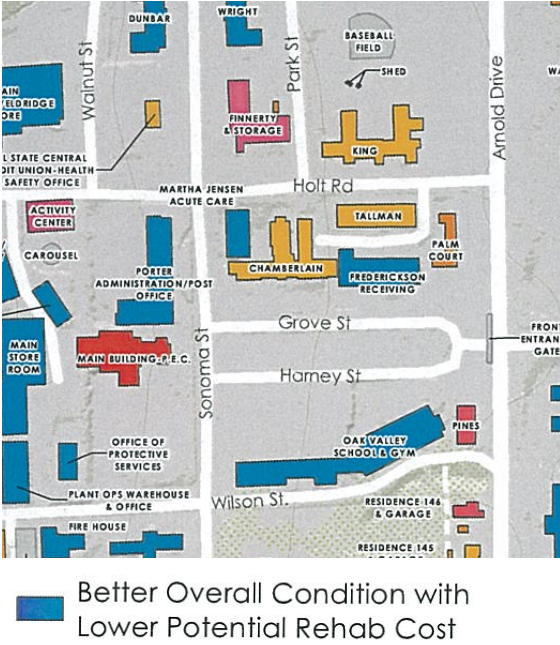 DUNBAR
WRIGHT
Walnut St
Park St
BASEBALL
FIELD
SHED
Arnold Drive
AIN
ELDRIDGE
ORE
FINNERTY
& STORAGE
KING
L STATE CENTRAL
DIT UNION-HEALTH
SAFETY OFFICE
MARTHA JENSEN
ACUTE CARE
Holt Rd
ACTIVITY
CENTER
TALLMAN
CAROUSEL
PALM
COURT
PORTER
ADMINISTRATION/POST
OFFICE
CHAMBERLAIN
FREDERICKSON
RECEIVING
Grove St
FRON
ENTRAN
GATE
MAIN
STORE
ROOM
MAIN BUILDING-P.E.C.
Sonoma St
Harney St
OAK VALLEY
SCHOOL & GYM
PINES
OFFICE OF
PROTECTIVE
SERVICES
PLANT OPS WAREHOUSE
& OFFICE
Wilson St.
RESIDENCE 146
& GARAGE
FIRE HOUSE
RESIDENCE 145
Better Overall Condition with
Lower Potential Rehab Cost